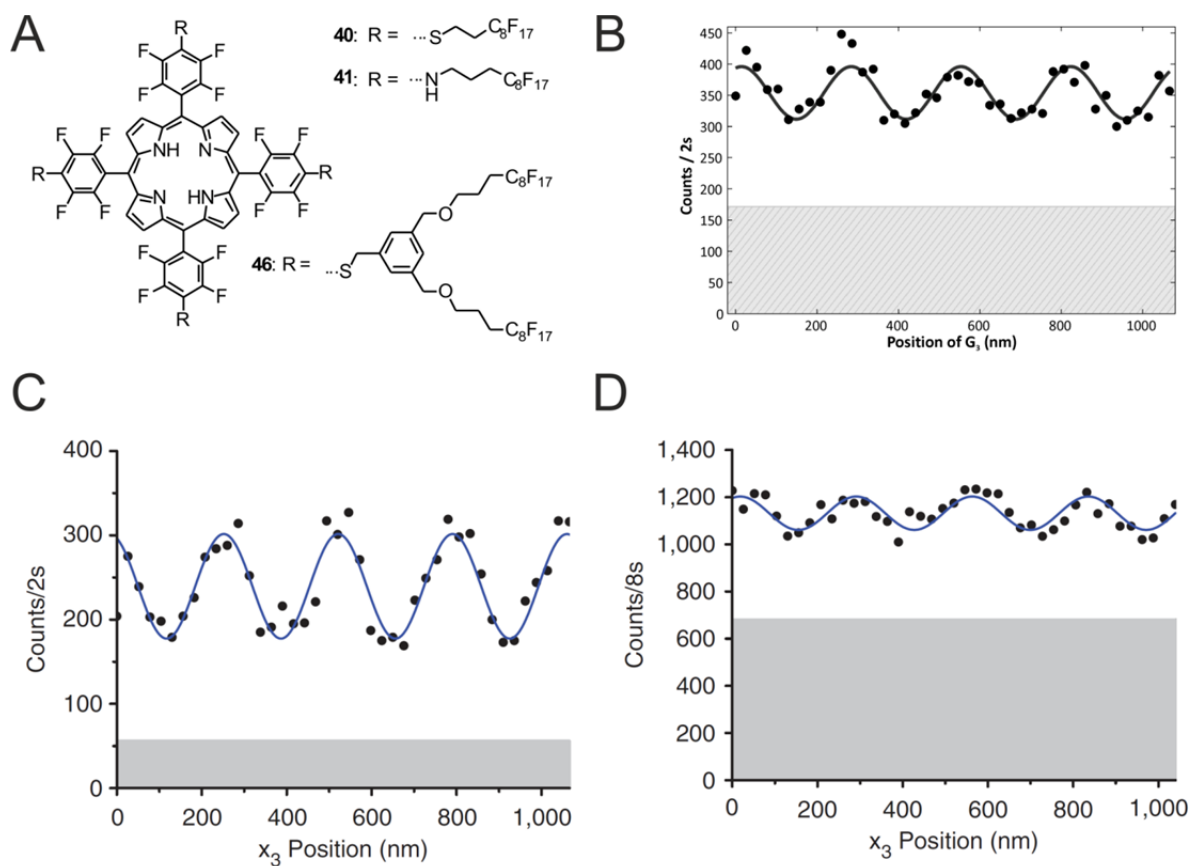 A
40: R = ···S C8F17
41: R = ···N H C8F17
46: R = ···S O C8F17 O C8F17
R
F F
F F
NH N
N HN
R F F F F R
F F F F
F F
F F
R
B
Counts / 2s
450
400
350
300
250
200
150
100
50
0
0 200 400 600 800 1000
Position of G3 (nm)
C
Counts/2s
400
300
200
100
0
0 200 400 600 800 1,000
x3 Position (nm)
D
Counts/8s
1,400
1,200
1,000
800
600
400
200
0
0 200 400 600 800 1,000
x3 Position (nm)